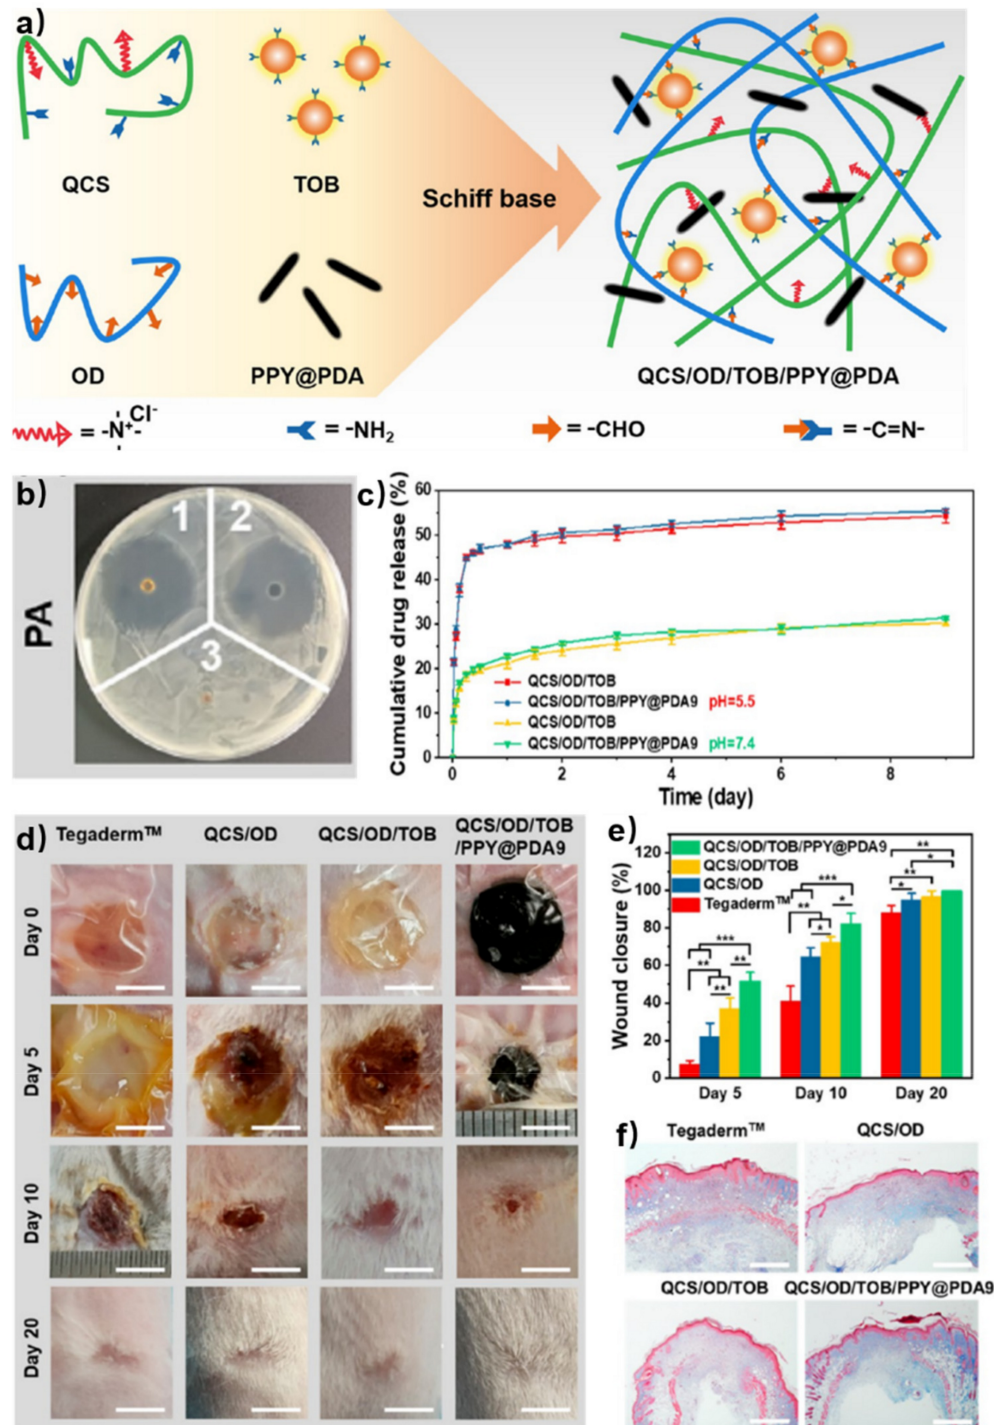 a)
QCS
TOB
Schiff base
OD
PPY@PDA
QCS/OD/TOB/PPY@PDA
= -N⁺- Cl⁻
= -NH₂
= -CHO
= -C=N-
b)
PA
1
2
3
c)
Cumulative drug release (%)
60
50
40
30
20
10
0
QCS/OD/TOB
QCS/OD/TOB/PPY@PDA9 pH=5.5
QCS/OD/TOB
QCS/OD/TOB/PPY@PDA9 pH=7.4
0 2 4 6 8
Time (day)
d)
Tegaderm™ QCS/OD QCS/OD/TOB QCS/OD/TOB
/PPY@PDA9
Day 0
Day 5
Day 10
Day 20
e)
Wound closure (%)
120
100
80
60
40
20
0
QCS/OD/TOB/PPY@PDA9
QCS/OD/TOB
QCS/OD
Tegaderm™
***
**
**
**
***
**
*
*
**
*
**
*
Day 5 Day 10 Day 20
f)
Tegaderm™ QCS/OD
QCS/OD/TOB QCS/OD/TOB/PPY@PDA9